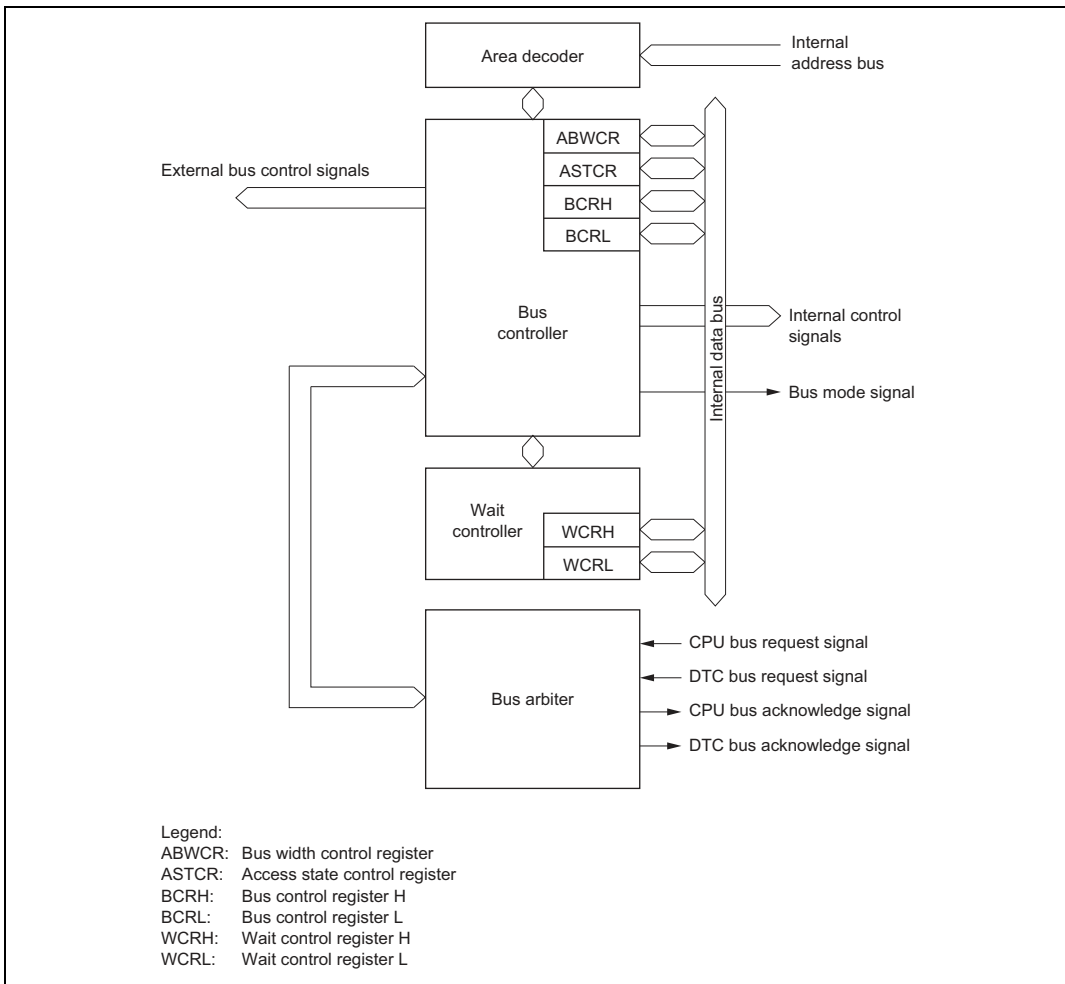 Area decoder
Internal
address bus
ABWCR
External bus control signals
ASTCR
BCRH
BCRL
Bus
controller
Internal data bus
Internal control
signals
Bus mode signal
Wait
controller
WCRH
WCRL
CPU bus request signal
DTC bus request signal
Bus arbiter
CPU bus acknowledge signal
DTC bus acknowledge signal
Legend:
ABWCR: Bus width control register
ASTCR: Access state control register
BCRH: Bus control register H
BCRL: Bus control register L
WCRH: Wait control register H
WCRL: Wait control register L